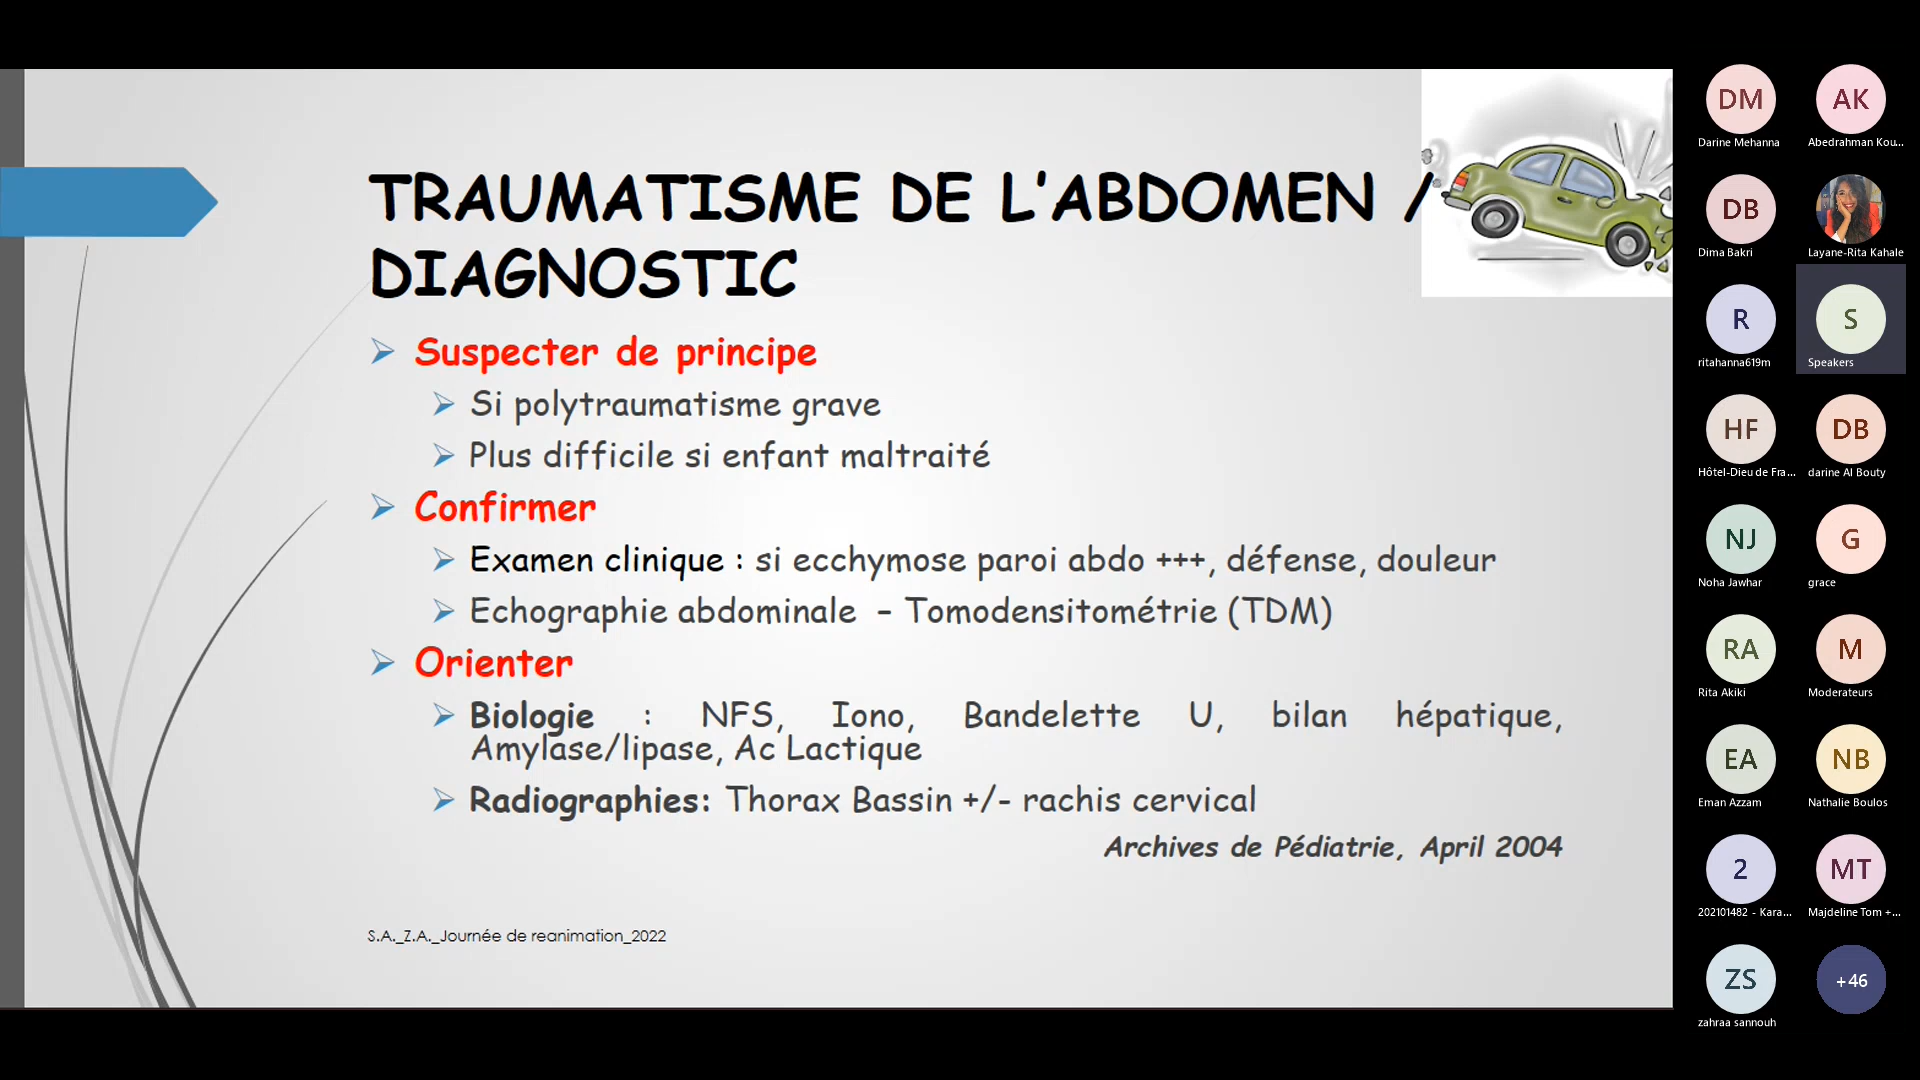 TRAUMATISME DE L'ABDOMEN /
DIAGNOSTIC
Suspecter de principe
Si polytraumatisme grave
Plus difficile si enfant maltraité
Confirmer
Examen clinique : si ecchymose paroi abdo +++, défense, douleur
Echographie abdominale – Tomodensitométrie (TDM)
Orienter
Biologie : NFS, Iono, Bandelette U, bilan hépatique,
Amylase/lipase, Ac Lactique
Radiographies: Thorax Bassin +/- rachis cervical
Archives de Pédiatrie, April 2004
S.A._Z.A._Journée de reanimation_2022
DM
Darine Mehanna
AK
Abedrahman Kou...
DB
Dima Bakri
Layane-Rita Kahale
R
ritahanna619m
S
Speakers
HF
Hôtel-Dieu de Fra...
DB
darine Al Bouty
NJ
Noha Jawhar
G
grace
RA
Rita Akiki
M
Moderateurs
EA
Eman Azzam
NB
Nathalie Boulos
2
202101482 - Kara...
MT
Majdeline Tom +...
ZS
zahraa sannouh
+46